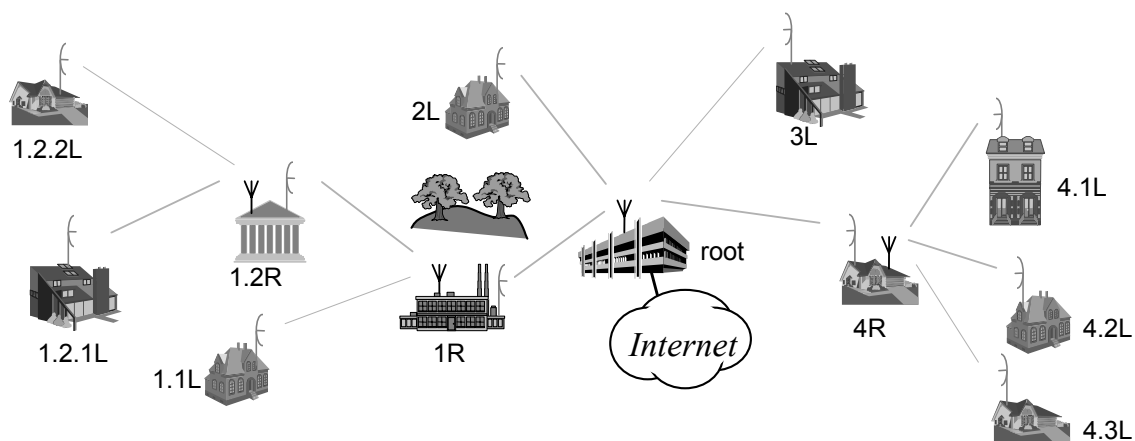 2L
3L
1.2.2L
4.1L
root
1.2R
1.2.1L
1R
Internet
4R
4.2L
1.1L
4.3L